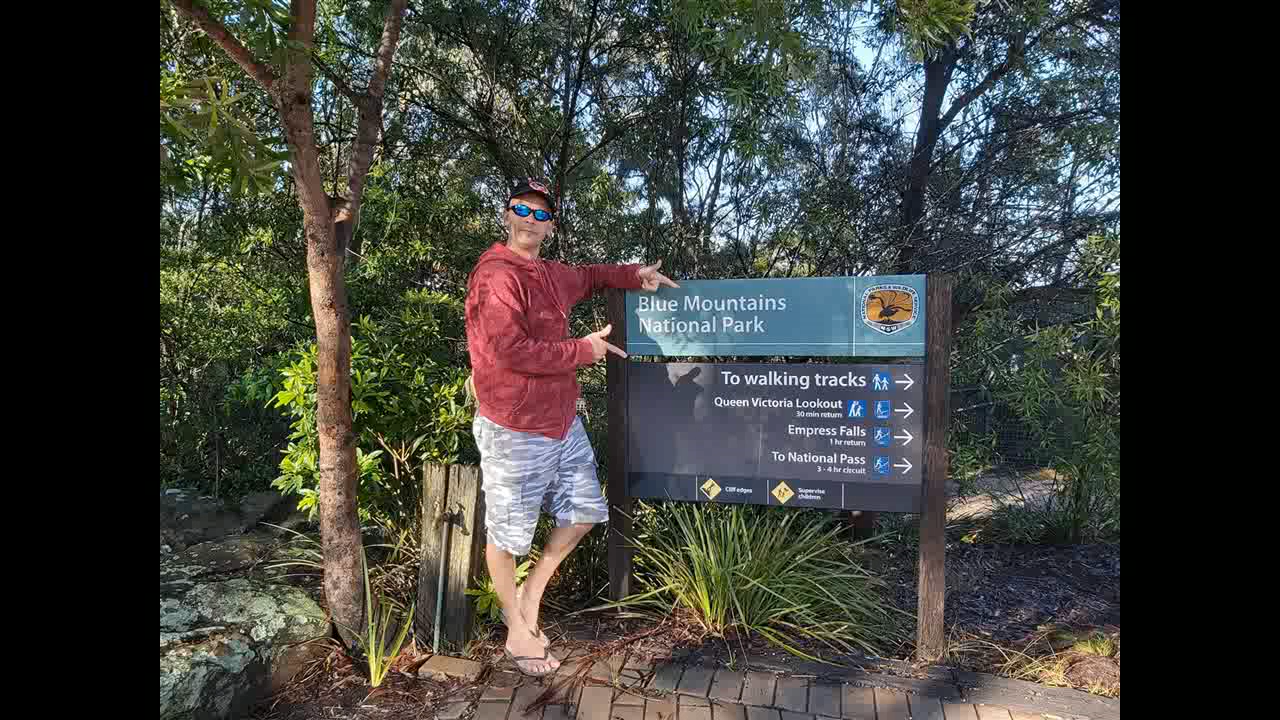 Blue Mountains
National Park
To walking tracks
Queen Victoria Lookout
30 min return
Empress Falls
1 hr return
To National Pass
3 - 4 hr circuit
Cliff edges
Supervise
children